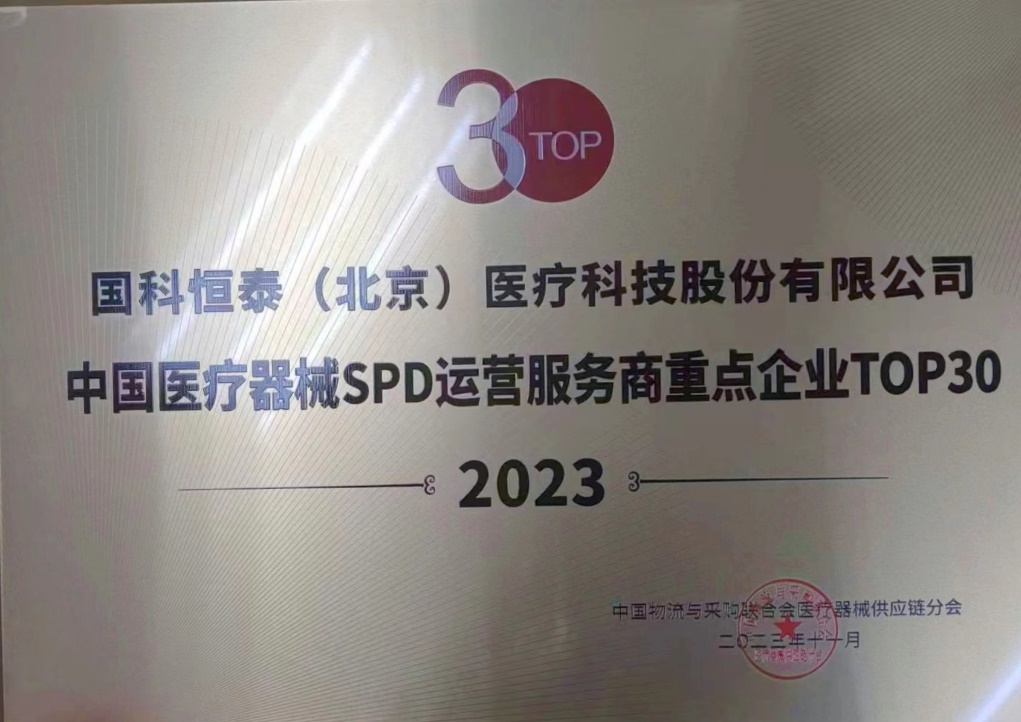 30 TOP
国科恒泰（北京）医疗科技股份有限公司
中国医疗器械SPD运营服务商重点企业TOP30
2023
中国物流与采购联合会医疗器械供应链分会
二〇二三年十一月